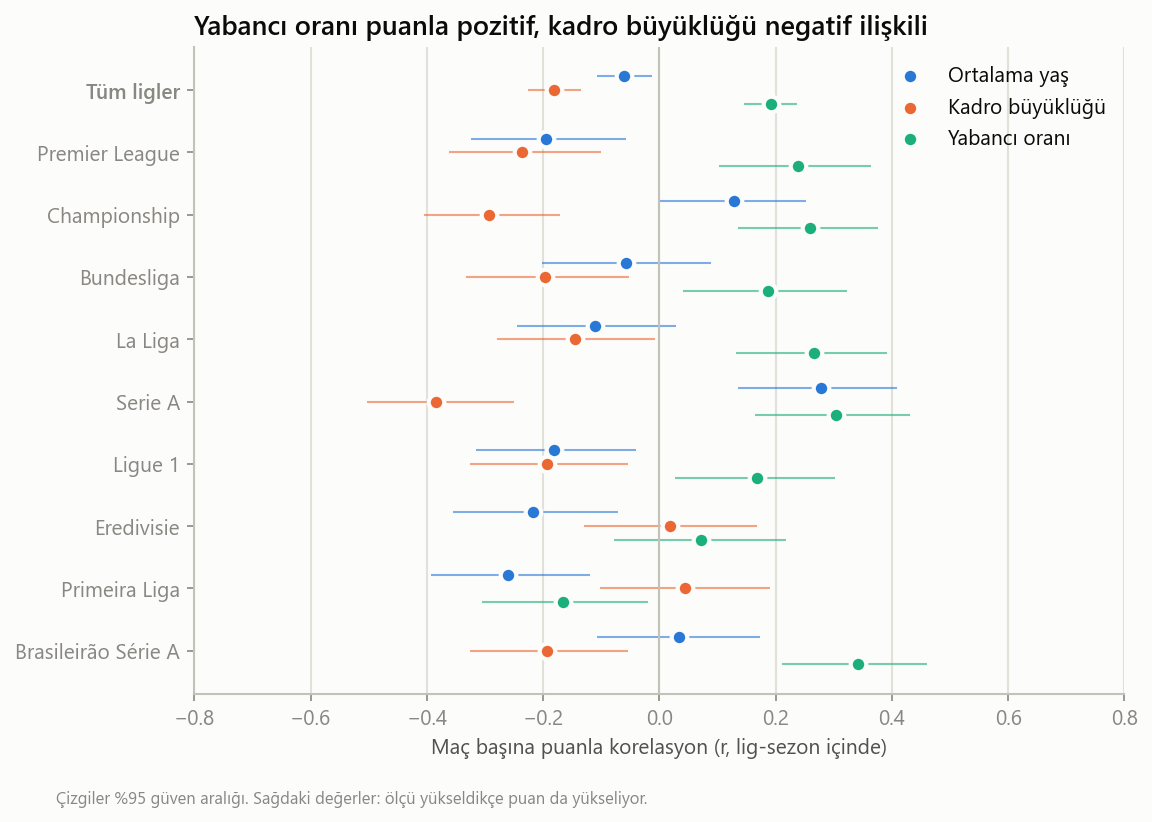 Yabancı oranı puanla pozitif, kadro büyüklüğü negatif ilişkili
Ortalama yaş
Kadro büyüklüğü
Yabancı oranı
Tüm ligler
Premier League
Championship
Bundesliga
La Liga
Serie A
Ligue 1
Eredivisie
Primeira Liga
Brasileirão Série A
−0.8 −0.6 −0.4 −0.2 0.0 0.2 0.4 0.6 0.8
Maç başına puanla korelasyon (r, lig-sezon içinde)
Çizgiler %95 güven aralığı. Sağdaki değerler: ölçü yükseldikçe puan da yükseliyor.